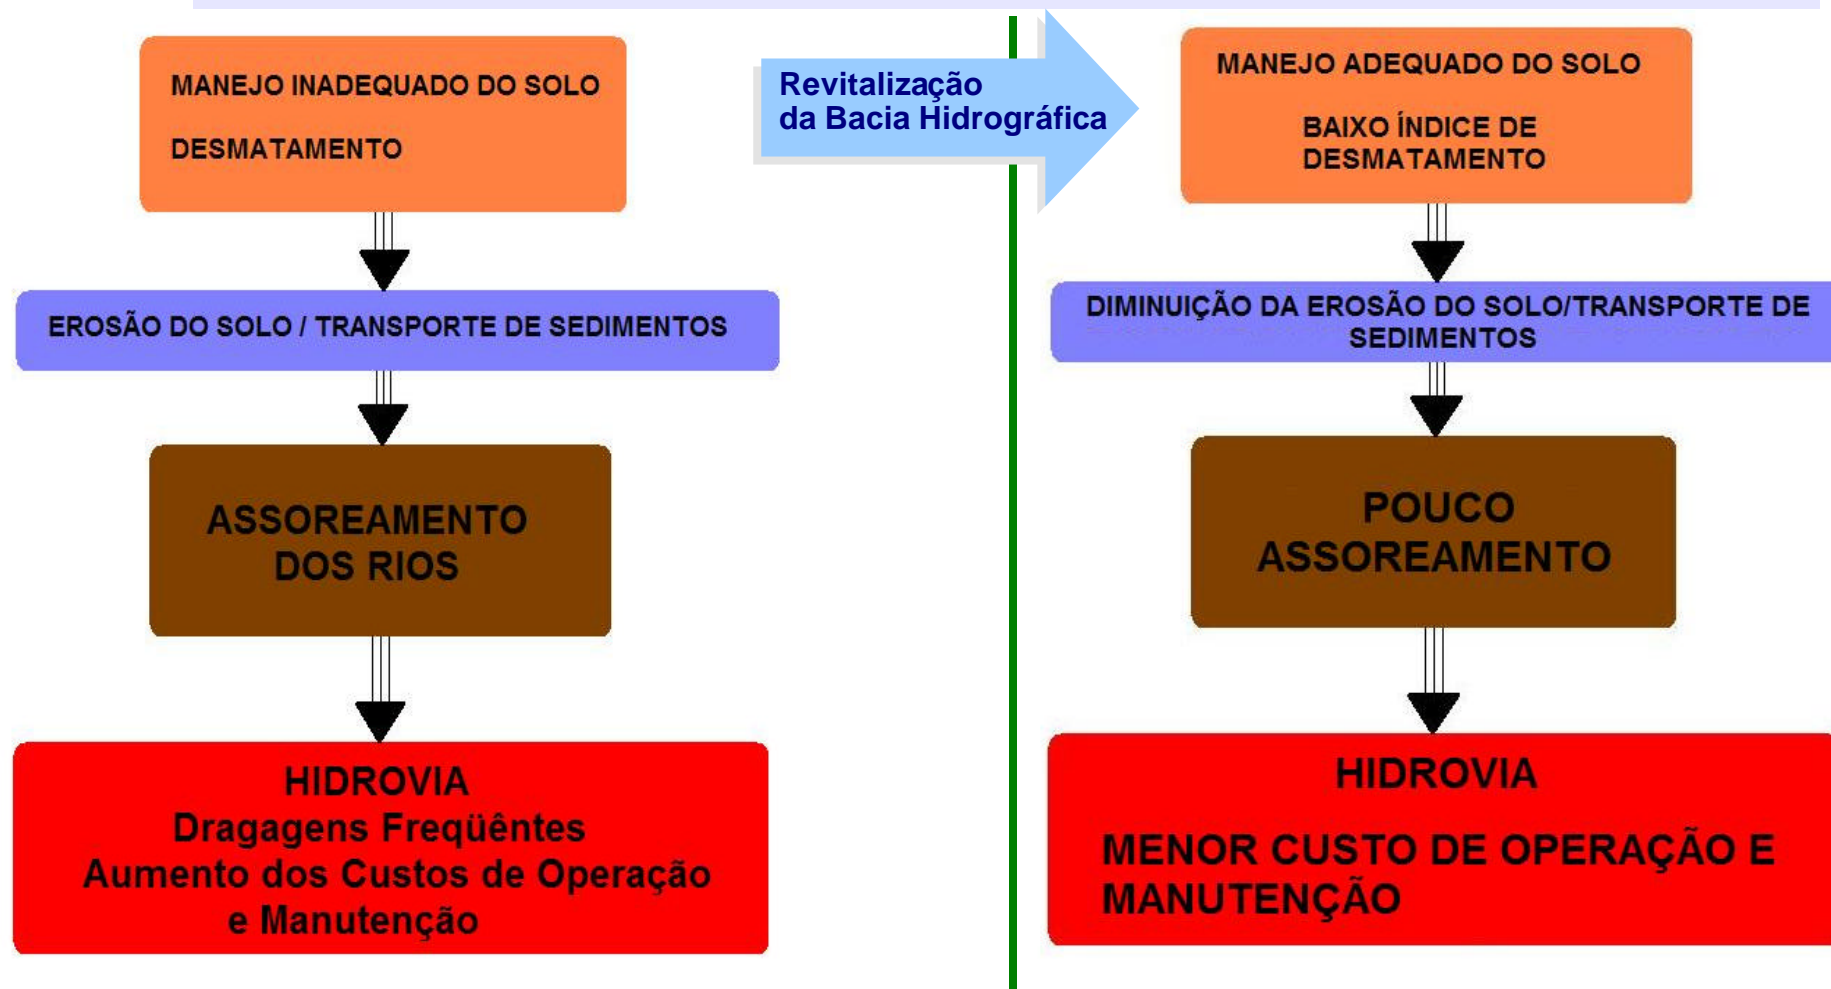 MANEJO INADEQUADO DO SOLO
DESMATAMENTO
EROSÃO DO SOLO / TRANSPORTE DE SEDIMENTOS
ASSOREAMENTO
DOS RIOS
HIDROVIA
Dragagens Freqüêntes
Aumento dos Custos de Operação
e Manutenção
Revitalização
da Bacia Hidrográfica
MANEJO ADEQUADO DO SOLO
BAIXO ÍNDICE DE
DESMATAMENTO
DIMINUIÇÃO DA EROSÃO DO SOLO/TRANSPORTE DE
SEDIMENTOS
POUCO
ASSOREAMENTO
HIDROVIA
MENOR CUSTO DE OPERAÇÃO E
MANUTENÇÃO